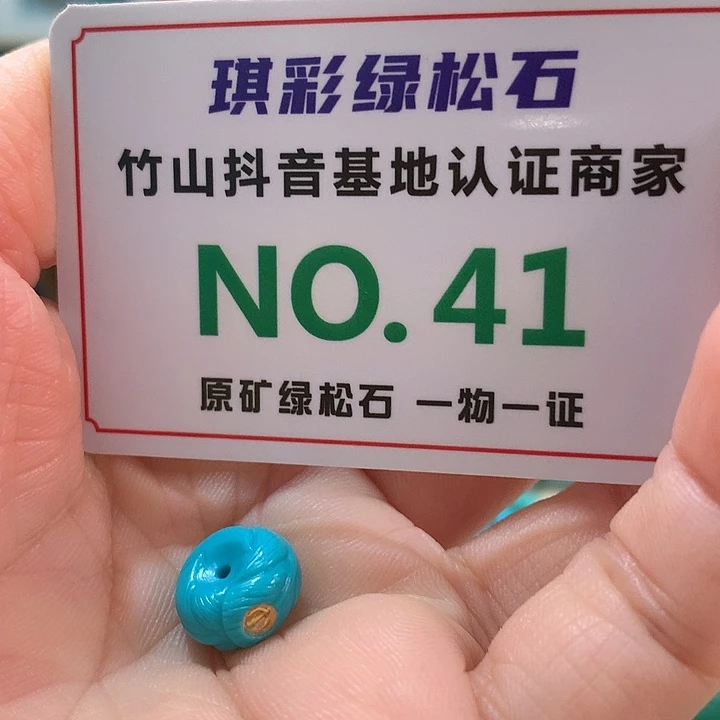 琪彩绿松石
竹山抖音基地认证商家
NO.41
原矿绿松石 一物一证